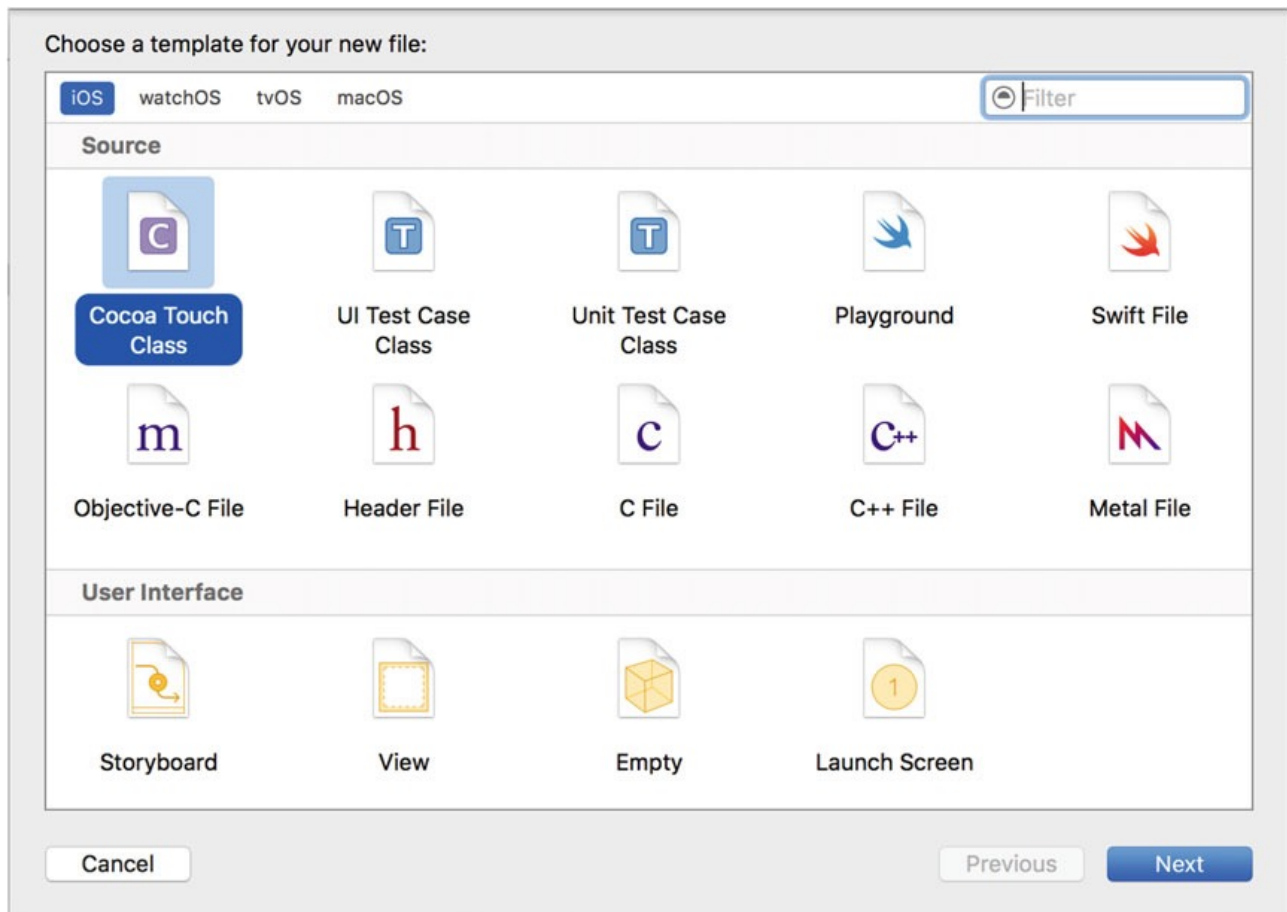 Choose a template for your new file:
iOS watchOS tvOS macOS Filter
Source
C T T
Cocoa Touch Class UI Test Case Class Unit Test Case Class Playground Swift File
m h c C++
Objective-C File Header File C File C++ File Metal File
User Interface
1
Storyboard View Empty Launch Screen
Cancel Previous Next